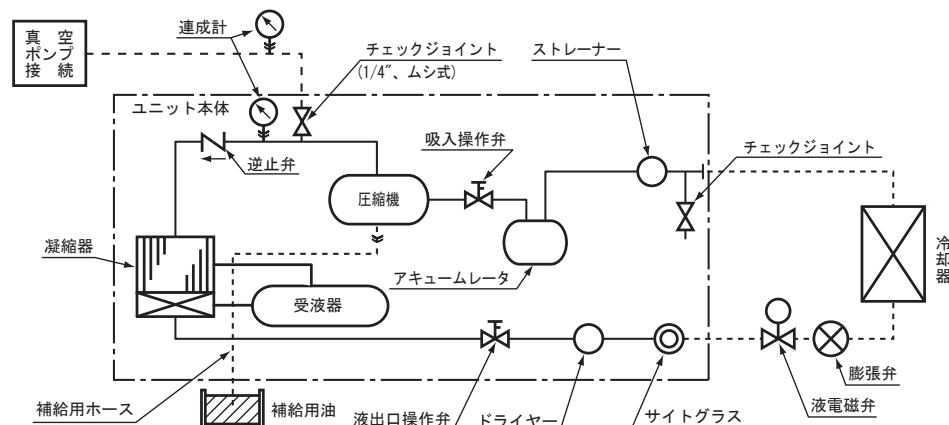 真空
ポンプ
接続
連成計
チェックジョイント
(1/4″、ムシ式)
ストレーナー
ユニット本体
逆止弁
吸入操作弁
チェックジョイント
圧縮機
凝縮器
アキュームレータ
冷却器
受液器
膨張弁
補給用ホース
補給用油
液出口操作弁
ドライヤー
サイトグラス
液電磁弁